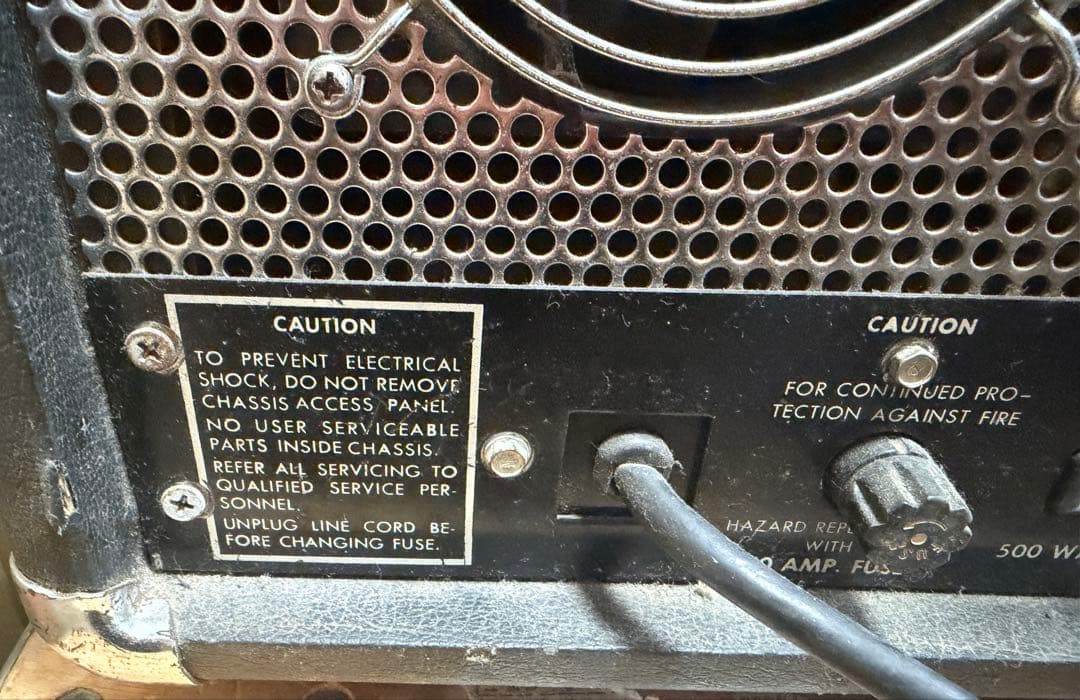 CAUTION
TO PREVENT ELECTRICAL
SHOCK, DO NOT REMOVE
CHASSIS ACCESS PANEL.
NO USER SERVICEABLE
PARTS INSIDE CHASSIS.
REFER ALL SERVICING TO
QUALIFIED SERVICE PER-
SONNEL.
UNPLUG LINE CORD BE-
FORE CHANGING FUSE.
CAUTION
FOR CONTINUED PRO-
TECTION AGAINST FIRE
HAZARD
WITH
AMP. FUSE
500